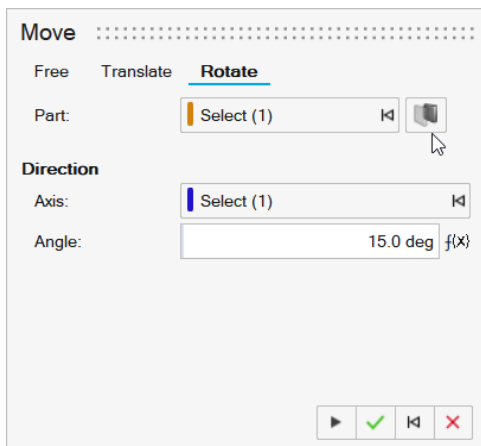 Move
Free Translate Rotate
Part: Select (1)
Direction
Axis: Select (1)
Angle: 15.0 deg ƒ(x)